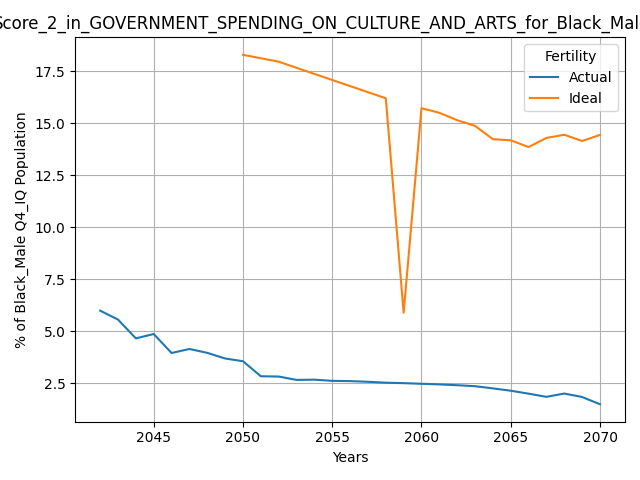 Score_2_in_GOVERNMENT_SPENDING_ON_CULTURE_AND_ARTS_for_Black_Mal
Fertility
Actual
Ideal
17.5
15.0
12.5
10.0
7.5
5.0
2.5
% of Black_Male Q4_IQ Population
2045 2050 2055 2060 2065 2070
Years